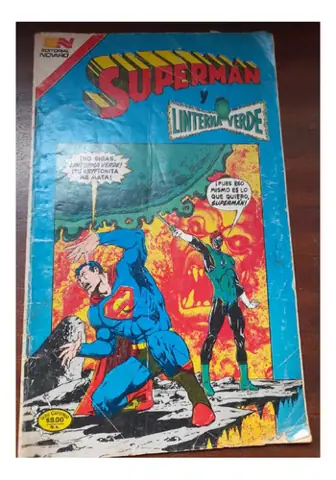 EDITORIAL
NOVARO
SUPERMAN
y
LINTERNA VERDE
¡NO SIGAS,
LINTERNA VERDE!
¡TU KRYPTONITA
ME MATA!
¡PUES ESO
MISMO ES LO
QUE QUIERO,
SUPERMAN!
$8.00